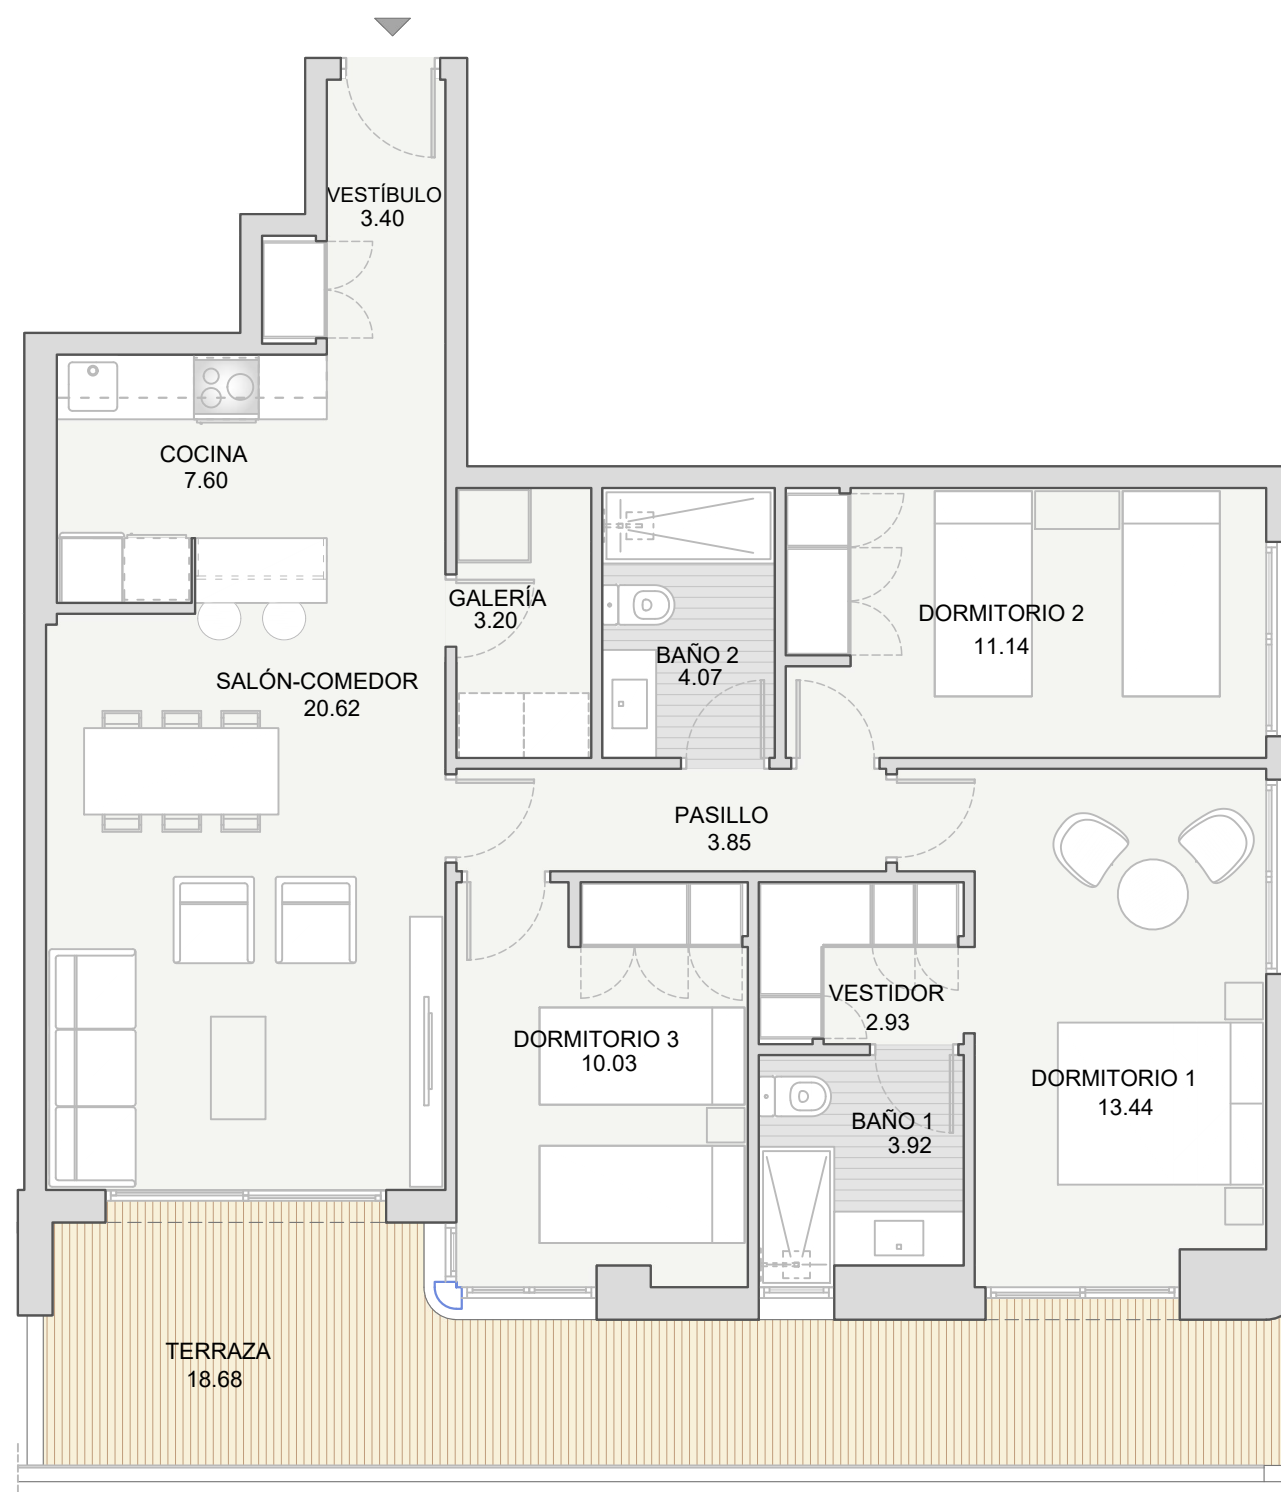 VESTÍBULO
3.40
COCINA
7.60
GALERÍA
3.20
DORMITORIO 2
11.14
BAÑO 2
4.07
SALÓN-COMEDOR
20.62
PASILLO
3.85
VESTIDOR
2.93
DORMITORIO 3
10.03
DORMITORIO 1
13.44
BAÑO 1
3.92
TERRAZA
18.68